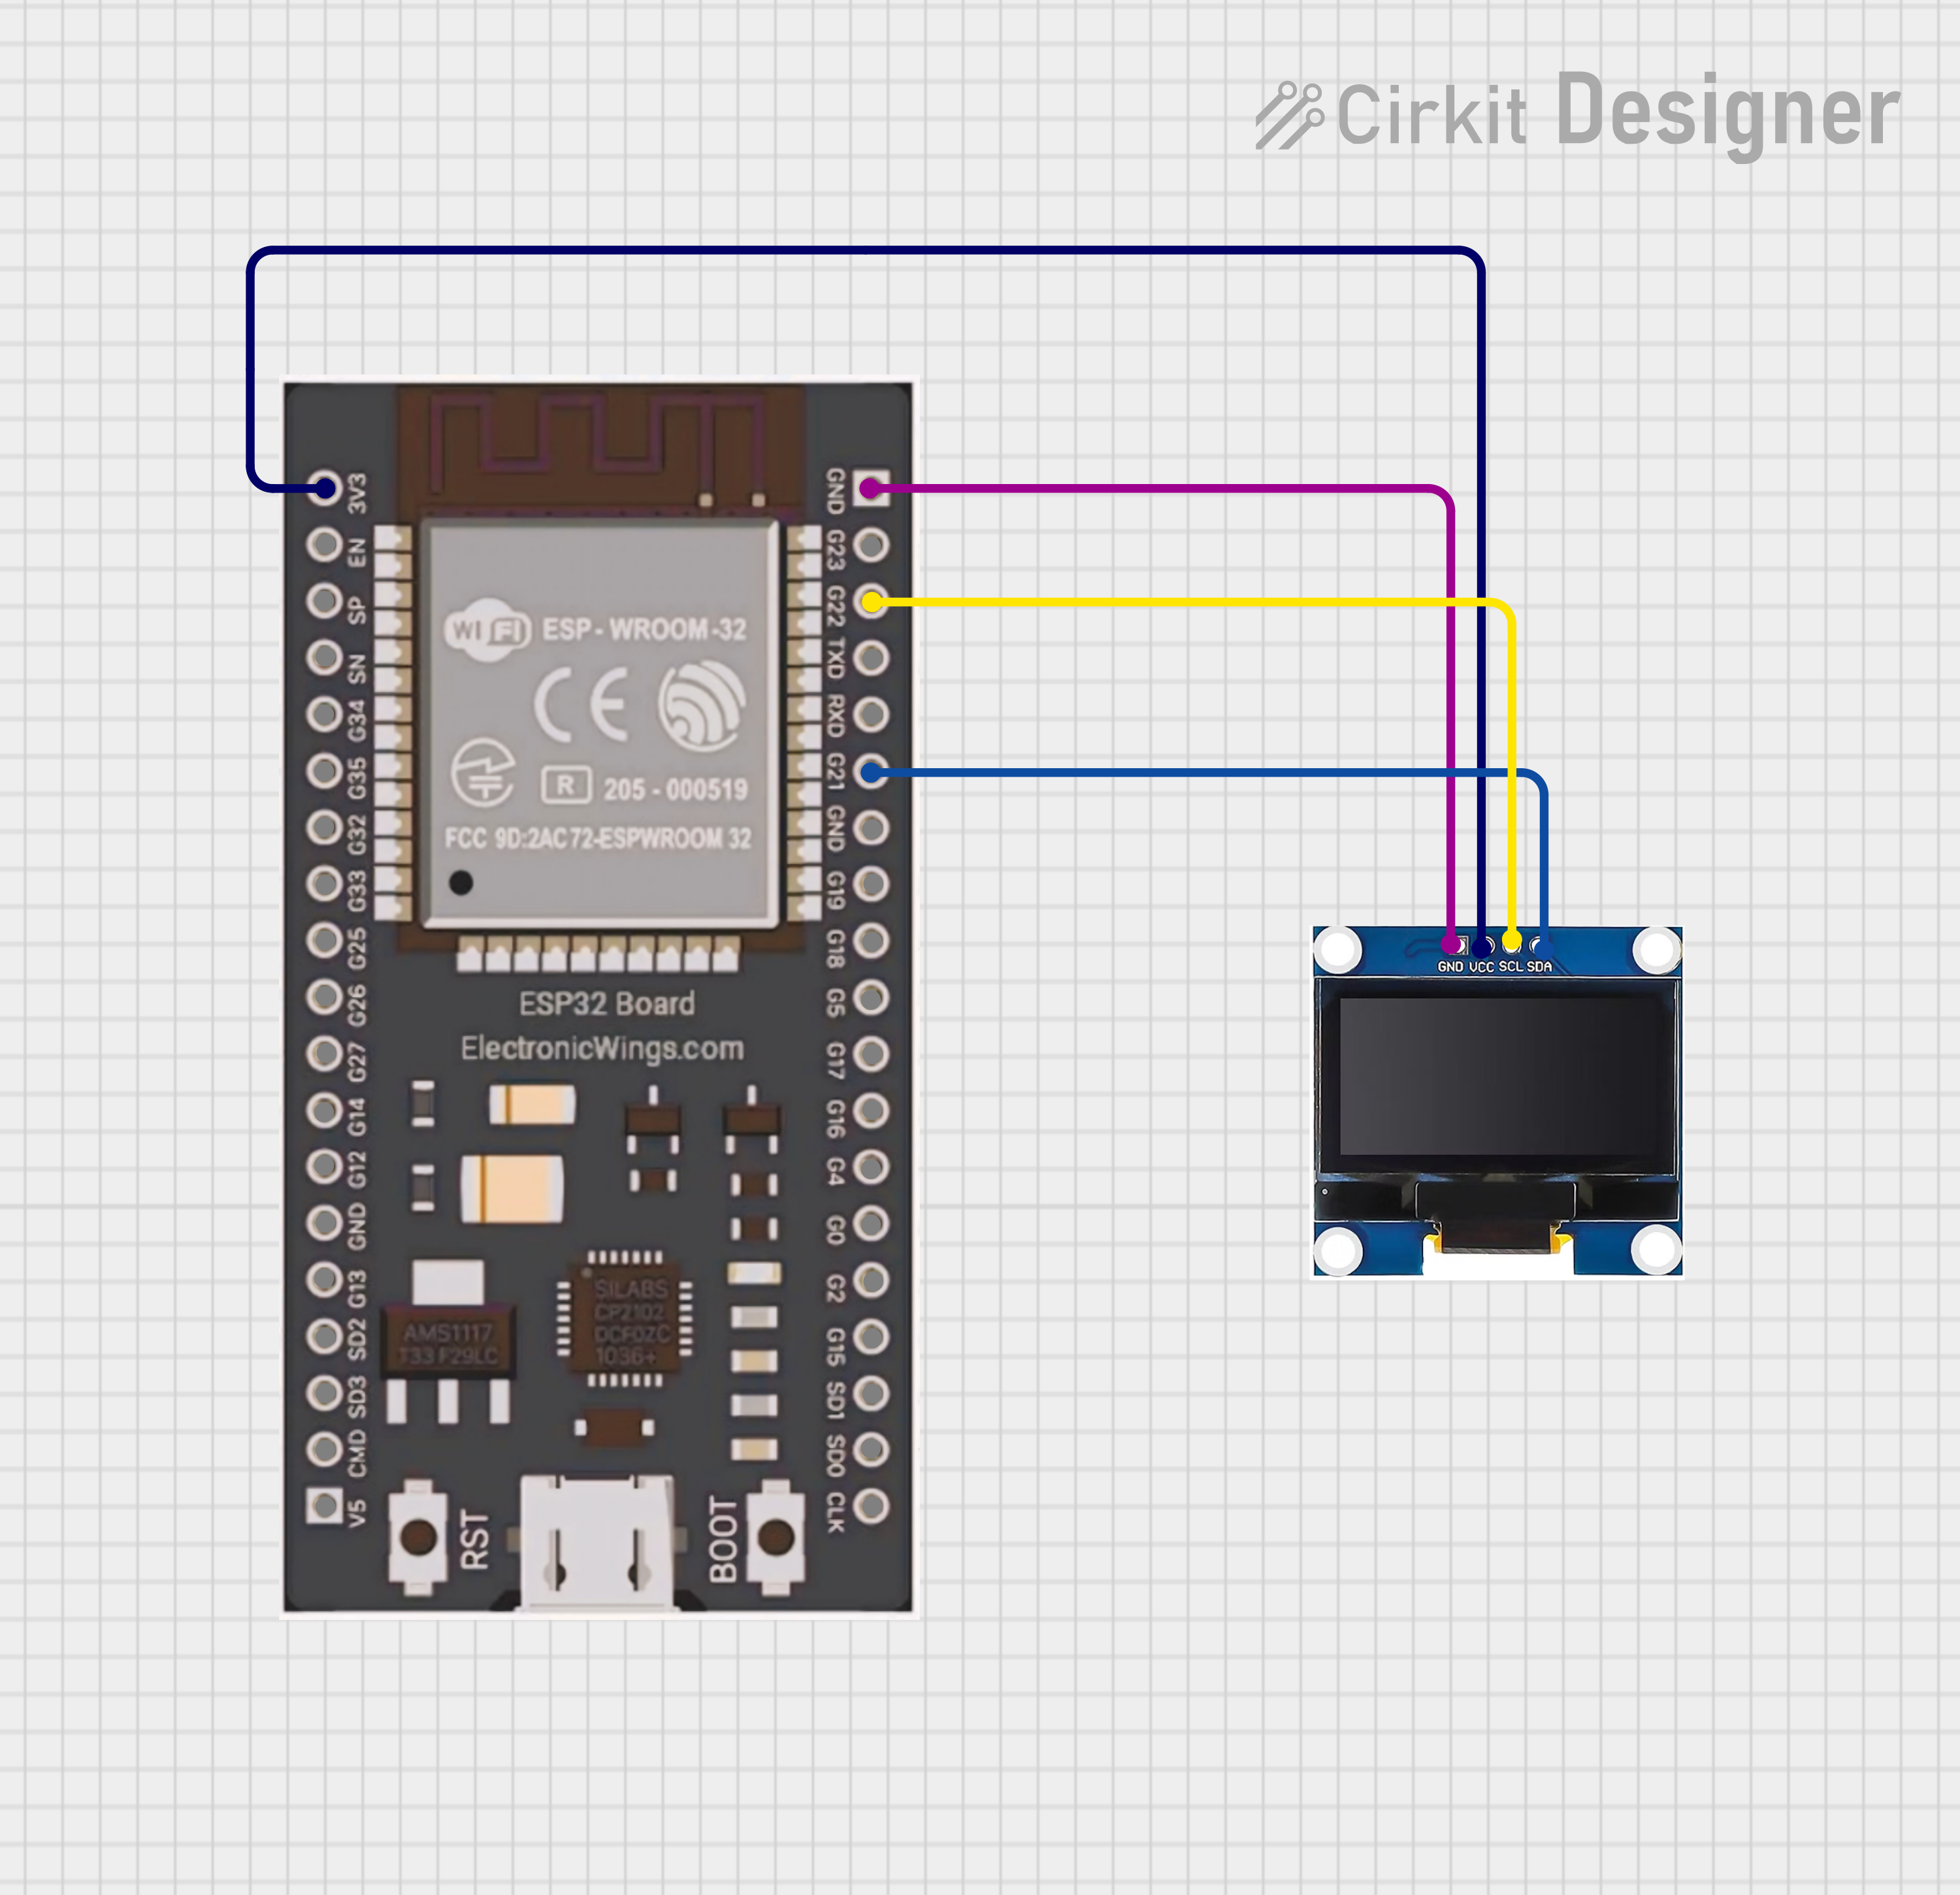 Cirkit Designer
3V3
EN
SP
SN
G34
G35
G32
G33
G25
G26
G27
G14
G12
GND
G13
SD2
SD3
CMD
V5
GND
G23
G22
TXD
RXD
G21
GND
G19
G18
G5
G17
G16
G4
G0
G2
G15
SD1
SD0
CLK
WiFi ESP - WROOM -32
CE
R 205 - 000519
FCC 9D:2AC72-ESPWROOM 32
ESP32 Board
ElectronicWings.com
AMS1117
T33 F29LC
SILABS
CP2102
DCF0ZC
1036+
RST
BOOT
GND VCC SCL SDA